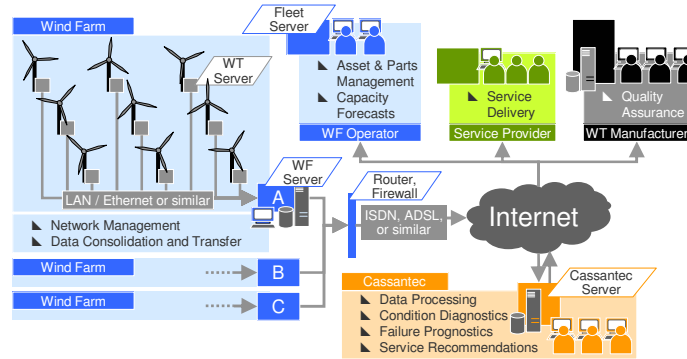 Wind Farm
WT
Server
LAN / Ethernet or similar
Network Management
Data Consolidation and Transfer
WF
Server
A
Wind Farm
B
Wind Farm
C
Fleet
Server
Asset & Parts
Management
Capacity
Forecasts
WF Operator
Service
Delivery
Service Provider
Quality
Assurance
WT Manufacturer
Router,
Firewall
ISDN, ADSL,
or similar
Internet
Cassantec
Cassantec
Server
Data Processing
Condition Diagnostics
Failure Prognostics
Service Recommendations